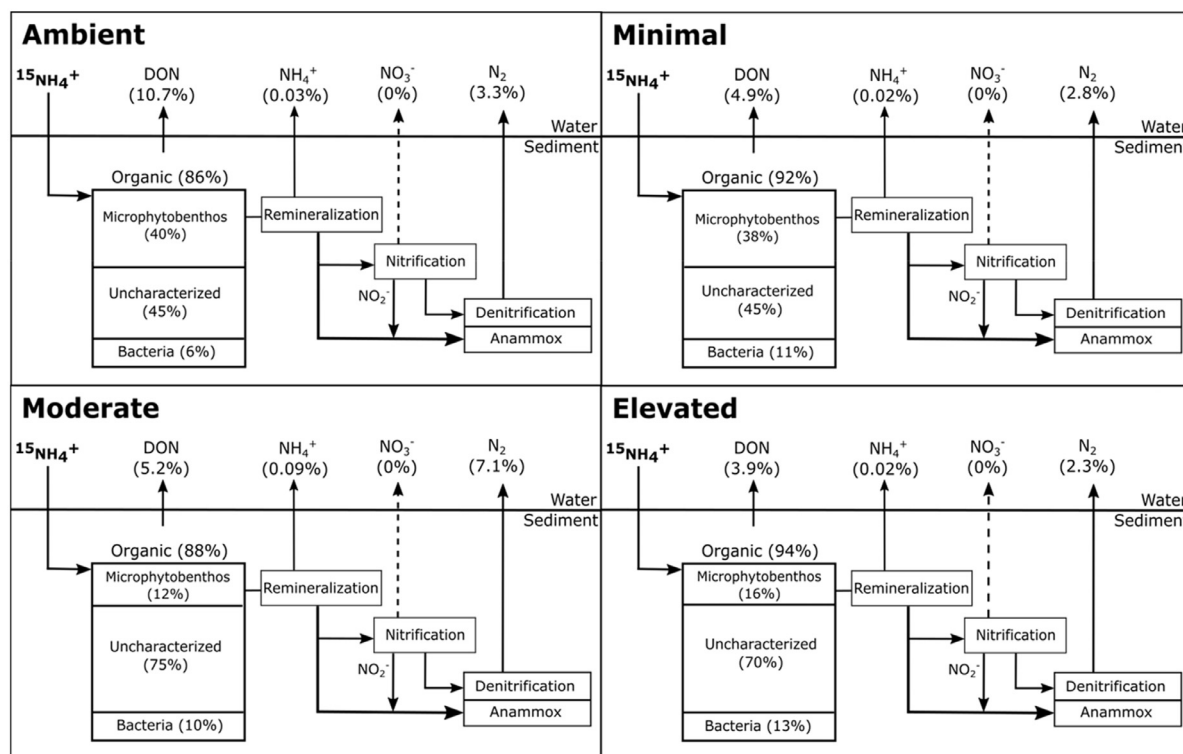 Ambient
¹⁵NH₄⁺
DON
(10.7%)
NH₄⁺
(0.03%)
NO₃⁻
(0%)
N₂
(3.3%)
Water
Sediment
Organic (86%)
Microphytobenthos
(40%)
Remineralization
Nitrification
Uncharacterized
(45%)
NO₂⁻
Denitrification
Anammox
Bacteria (6%)
Minimal
¹⁵NH₄⁺
DON
(4.9%)
NH₄⁺
(0.02%)
NO₃⁻
(0%)
N₂
(2.8%)
Water
Sediment
Organic (92%)
Microphytobenthos
(38%)
Remineralization
Nitrification
Uncharacterized
(45%)
NO₂⁻
Denitrification
Anammox
Bacteria (11%)
Moderate
¹⁵NH₄⁺
DON
(5.2%)
NH₄⁺
(0.09%)
NO₃⁻
(0%)
N₂
(7.1%)
Water
Sediment
Organic (88%)
Microphytobenthos
(12%)
Remineralization
Nitrification
Uncharacterized
(75%)
NO₂⁻
Denitrification
Anammox
Bacteria (10%)
Elevated
¹⁵NH₄⁺
DON
(3.9%)
NH₄⁺
(0.02%)
NO₃⁻
(0%)
N₂
(2.3%)
Water
Sediment
Organic (94%)
Microphytobenthos
(16%)
Remineralization
Nitrification
Uncharacterized
(70%)
NO₂⁻
Denitrification
Anammox
Bacteria (13%)